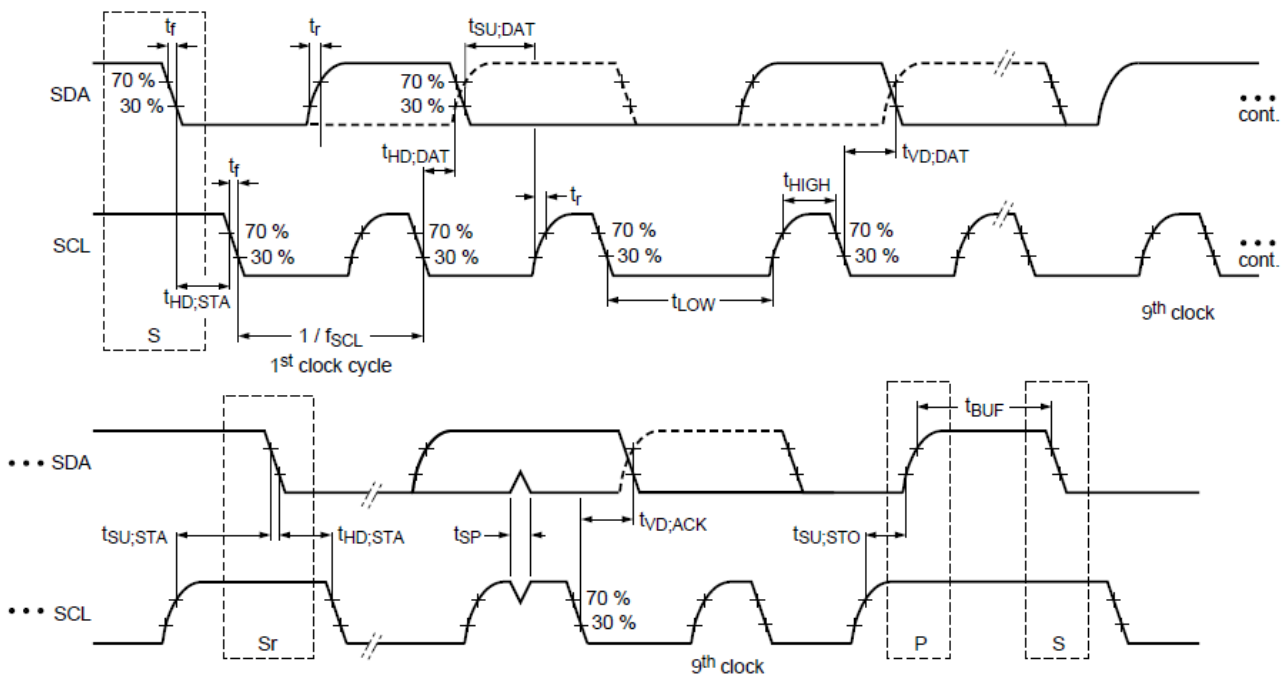 tf tr tSU;DAT
70 % 70 %
SDA
30 % 30 %
••• cont.
tHD;DAT tVD;DAT
tf tr tHIGH
70 % 70 % 70 % 70 %
SCL
30 % 30 % 30 % 30 %
••• cont.
tHD;STA tLOW
S 1 / fSCL 9th clock
1st clock cycle
tBUF
••• SDA
tSU;STA tHD;STA tSP tVD;ACK tSU;STO
70 %
••• SCL
30 %
Sr P S
9th clock